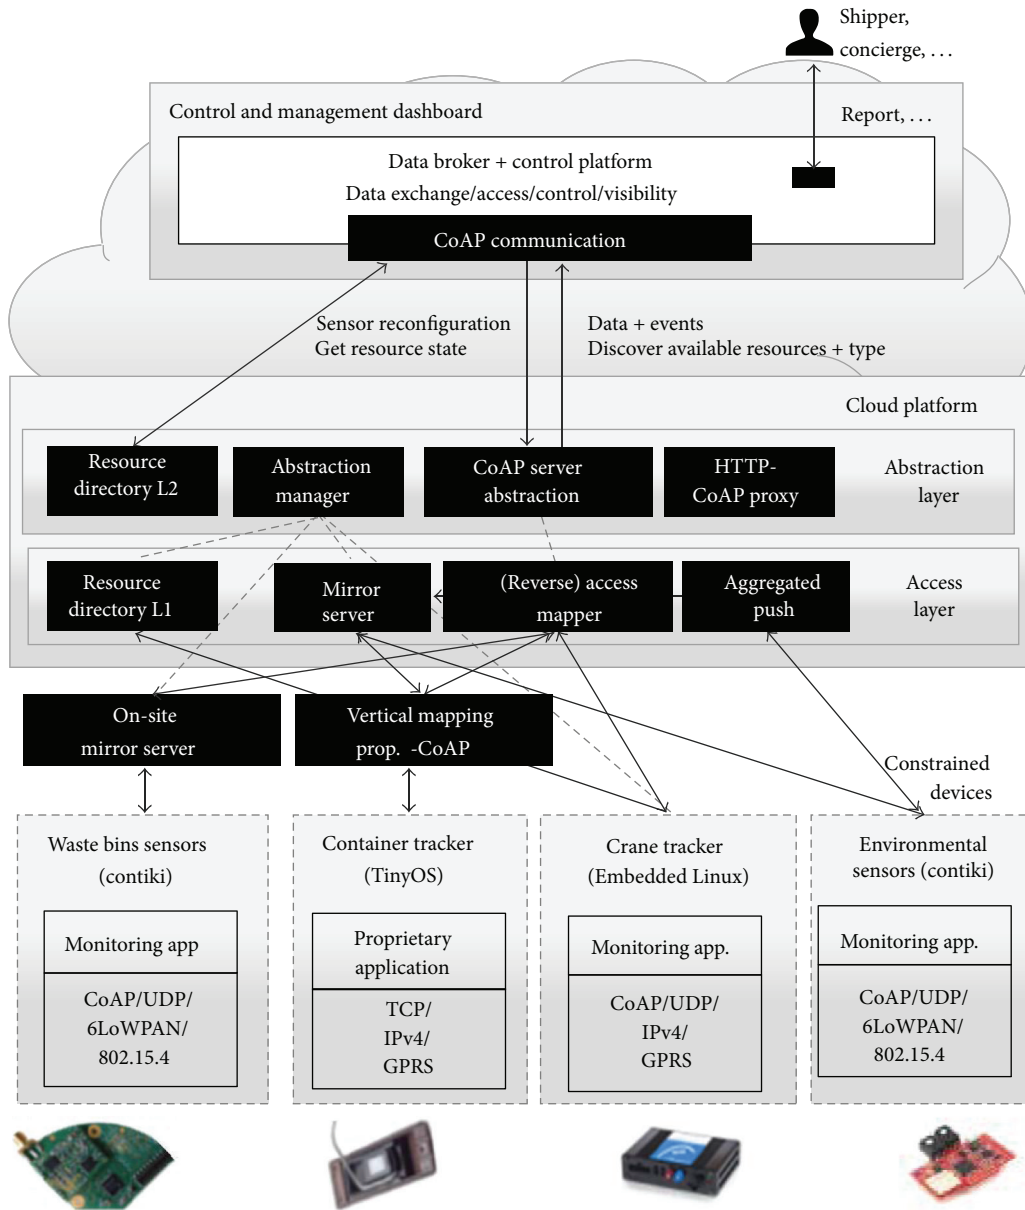 Shipper,
concierge, . . .
Control and management dashboard
Report, . . .
Data broker + control platform
Data exchange/access/control/visibility
CoAP communication
Sensor reconfiguration
Get resource state
Data + events
Discover available resources + type
Cloud platform
Resource
directory L2
Abstraction
manager
CoAP server
abstraction
HTTP-
CoAP proxy
Abstraction
layer
Resource
directory L1
Mirror
server
(Reverse) access
mapper
Aggregated
push
Access
layer
On-site
mirror server
Vertical mapping
prop. -CoAP
Constrained
devices
Waste bins sensors
(contiki)
Monitoring app
CoAP/UDP/
6LoWPAN/
802.15.4
Container tracker
(TinyOS)
Proprietary
application
TCP/
IPv4/
GPRS
Crane tracker
(Embedded Linux)
Monitoring app.
CoAP/UDP/
IPv4/
GPRS
Environmental
sensors (contiki)
Monitoring app.
CoAP/UDP/
6LoWPAN/
802.15.4